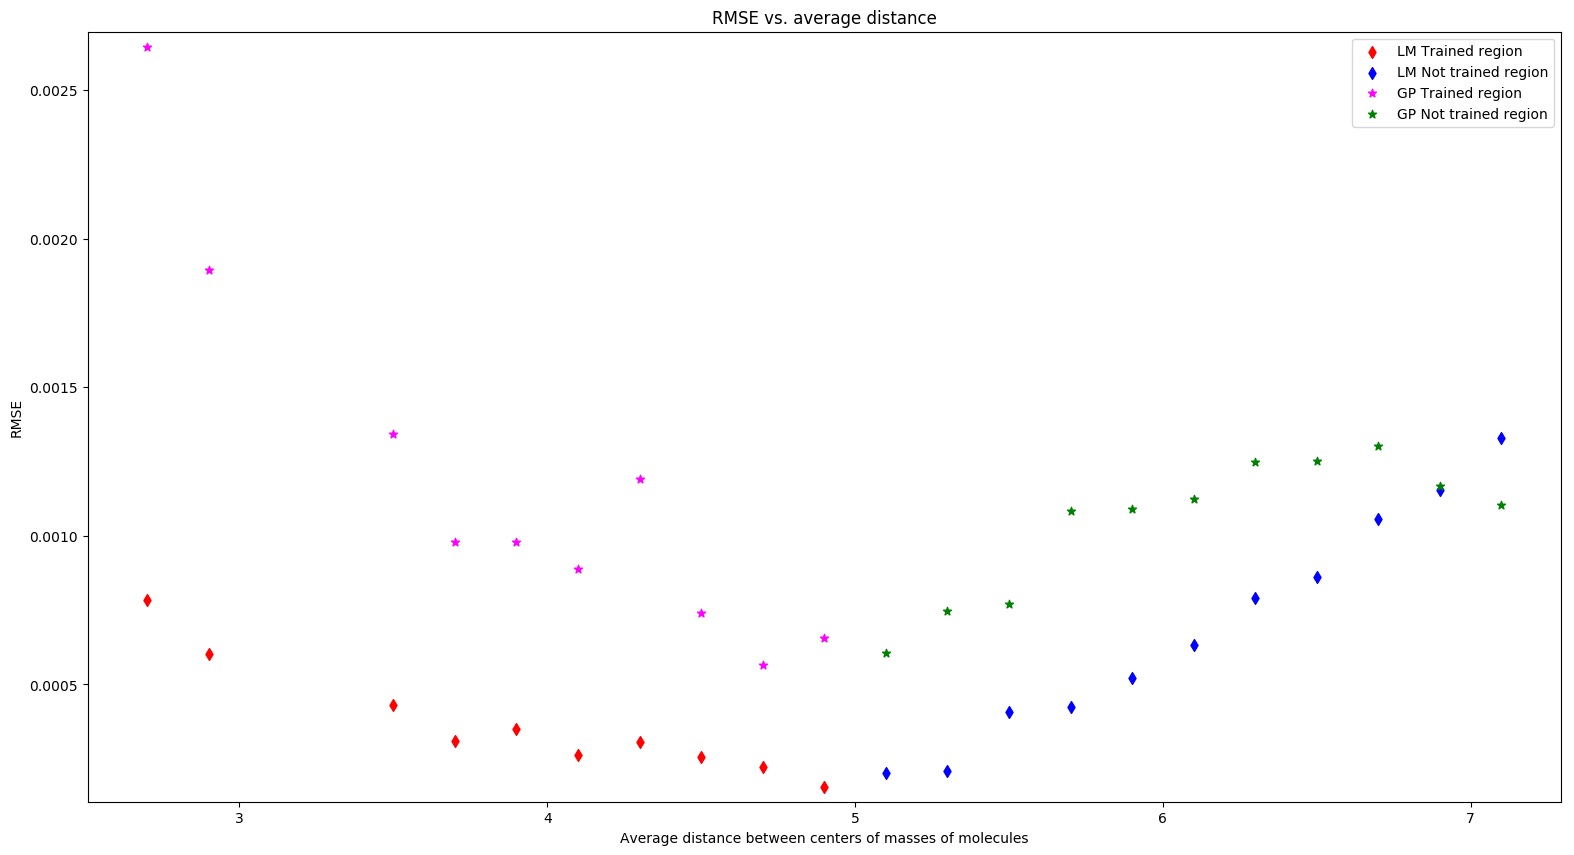 RMSE vs. average distance
LM Trained region
LM Not trained region
GP Trained region
GP Not trained region
0.0025
0.0020
0.0015
0.0010
0.0005
RMSE
3 4 5 6 7
Average distance between centers of masses of molecules